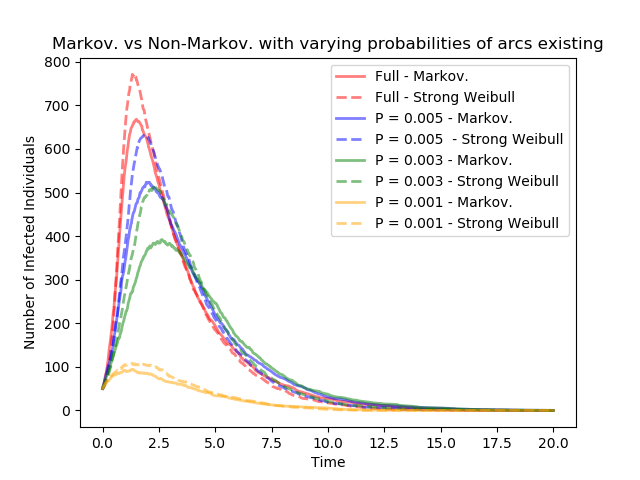 Markov. vs Non-Markov. with varying probabilities of arcs existing
Full - Markov.
Full - Strong Weibull
P = 0.005 - Markov.
P = 0.005  - Strong Weibull
P = 0.003 - Markov.
P = 0.003 - Strong Weibull
P = 0.001 - Markov.
P = 0.001 - Strong Weibull
Number of Infected Individuals
800
700
600
500
400
300
200
100
0
0.0 2.5 5.0 7.5 10.0 12.5 15.0 17.5 20.0
Time